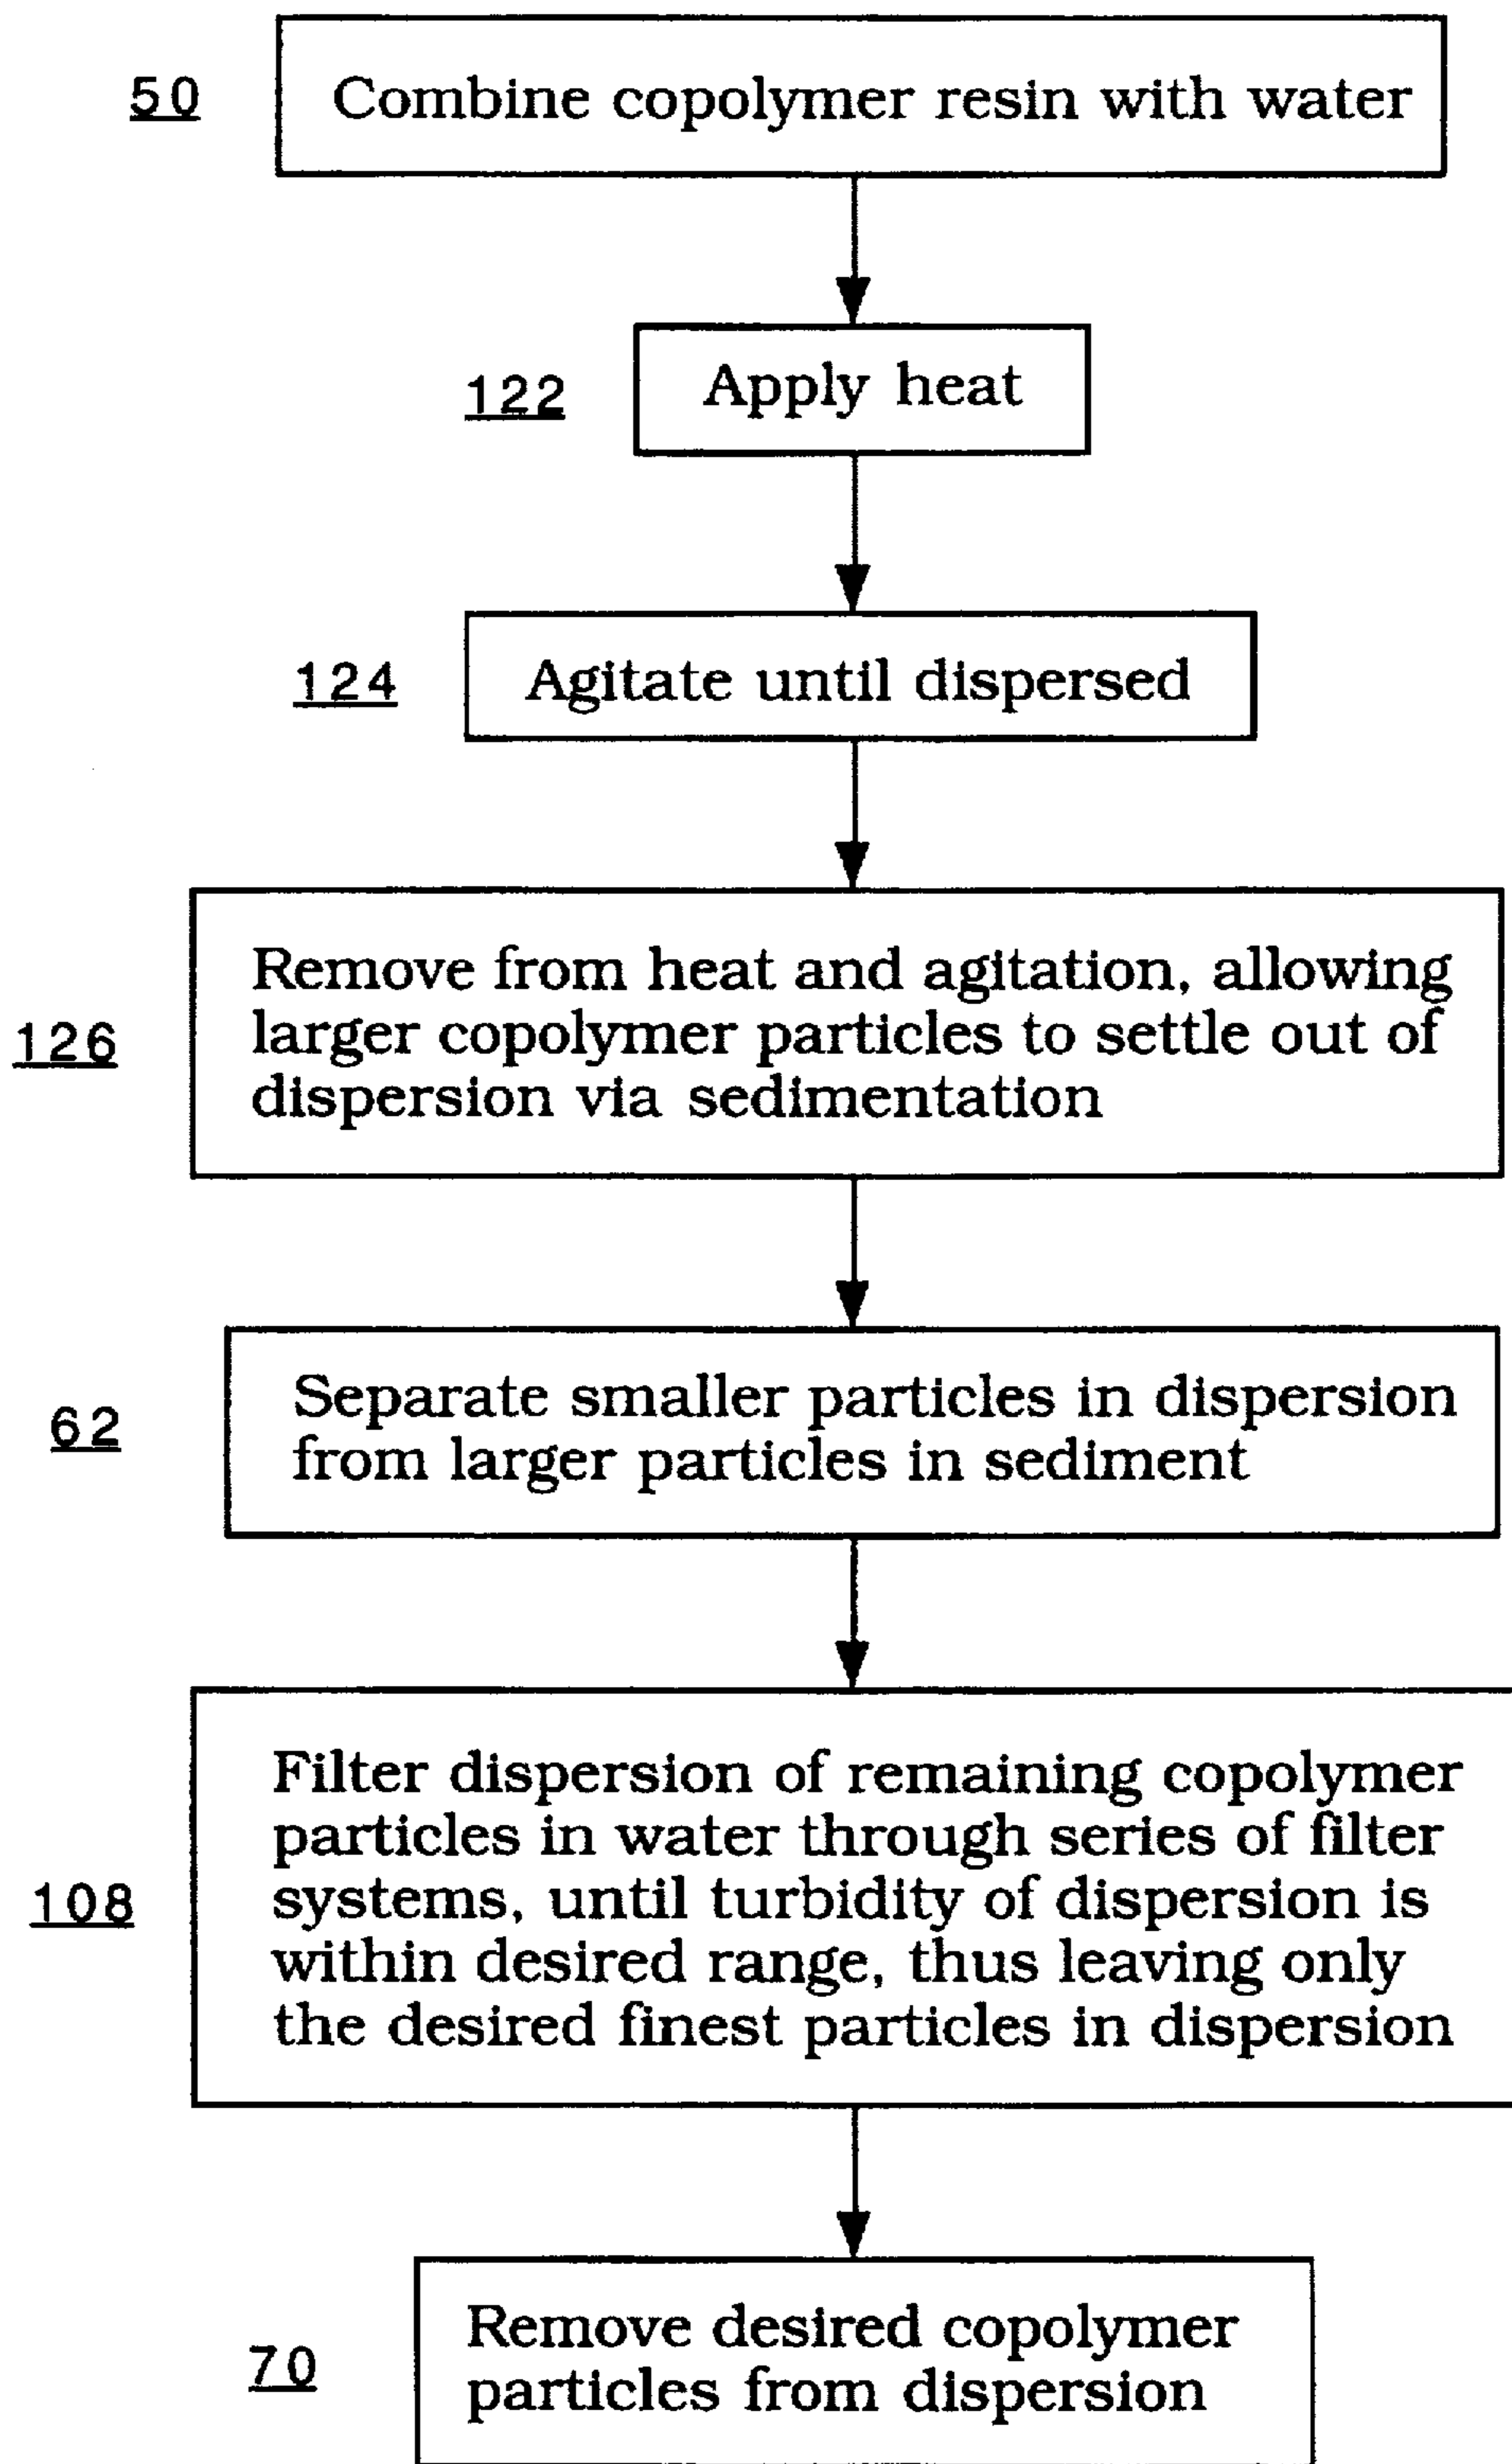 50
Combine copolymer resin with water
122
Apply heat
124
Agitate until dispersed
126
Remove from heat and agitation, allowing
larger copolymer particles to settle out of
dispersion via sedimentation
62
Separate smaller particles in dispersion
from larger particles in sediment
108
Filter dispersion of remaining copolymer
particles in water through series of filter
systems, until turbidity of dispersion is
within desired range, thus leaving only
the desired finest particles in dispersion
70
Remove desired copolymer
particles from dispersion